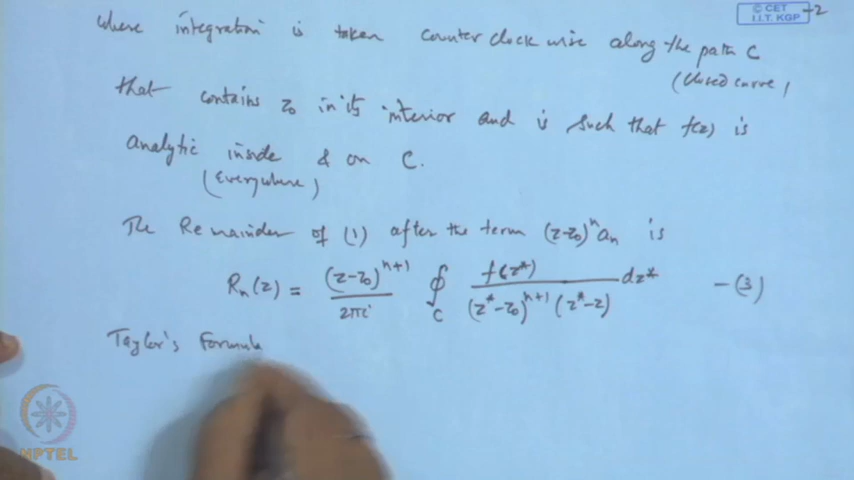 © CET
I.I.T. KGP
-2
where integration is taken counter clock wise along the path C
(closed curve)
that contains z₀ in its interior and is such that f(z) is
analytic inside & on C.
(Everywhere)
The Remainder of (1) after the term (z-z₀)ⁿ aₙ is
Rₙ(z) = (z-z₀)ⁿ⁺¹ / 2πi ∮_C f(z*) / (z*-z₀)ⁿ⁺¹ (z*-z) dz* -(3)
Taylor's Formula
NPTEL